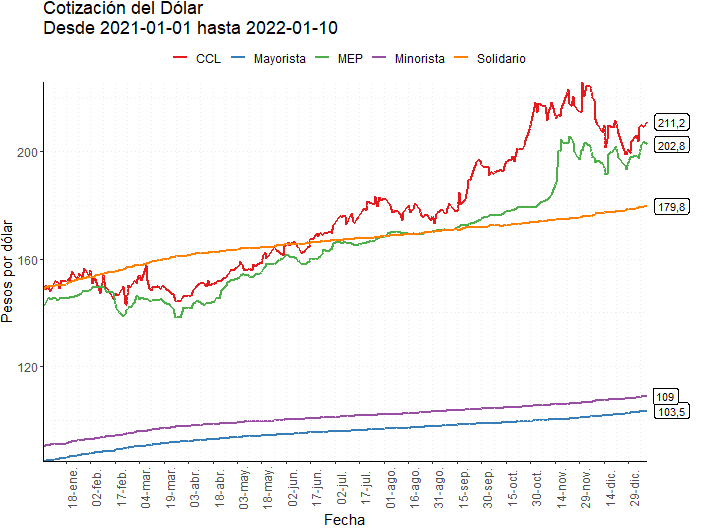 Cotización del Dólar
Desde 2021-01-01 hasta 2022-01-10
CCL Mayorista MEP Minorista Solidario
Pesos por dólar
200
160
120
211,2
202,8
179,8
109
103,5
18-ene.
02-feb.
17-feb.
04-mar.
19-mar.
03-abr.
18-abr.
03-may.
18-may.
02-jun.
17-jun.
02-jul.
17-jul.
01-ago.
16-ago.
31-ago.
15-sep.
30-sep.
15-oct.
30-oct.
14-nov.
29-nov.
14-dic.
29-dic.
Fecha